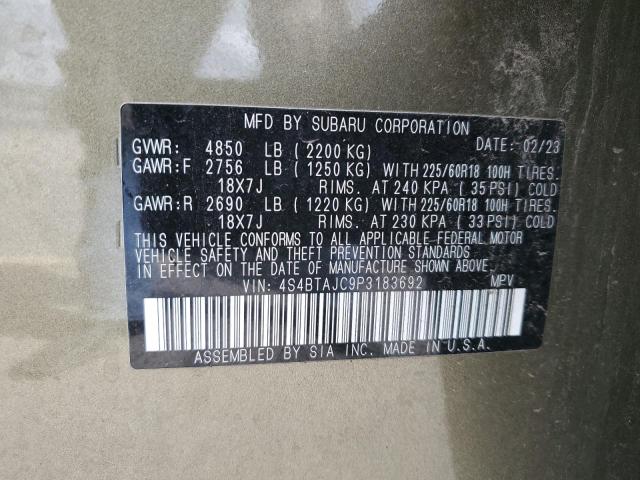 MFD BY SUBARU CORPORATION DATE: 02/23
GVWR: 4850 LB ( 2200 KG)
GAWR:F 2756 LB ( 1250 KG) WITH 225/60R18 100H TIRES.
18X7J RIMS. AT 240 KPA ( 35 PSI) COLD
GAWR:R 2690 LB ( 1220 KG) WITH 225/60R18 100H TIRES.
18X7J RIMS. AT 230 KPA ( 33 PSI) COLD
THIS VEHICLE CONFORMS TO ALL APPLICABLE FEDERAL MOTOR
VEHICLE SAFETY AND THEFT PREVENTION STANDARDS
IN EFFECT ON THE DATE OF MANUFACTURE SHOWN ABOVE.
VIN: 4S4BTAJC9P3183692 MPV
ASSEMBLED BY SIA INC. MADE IN U.S.A.